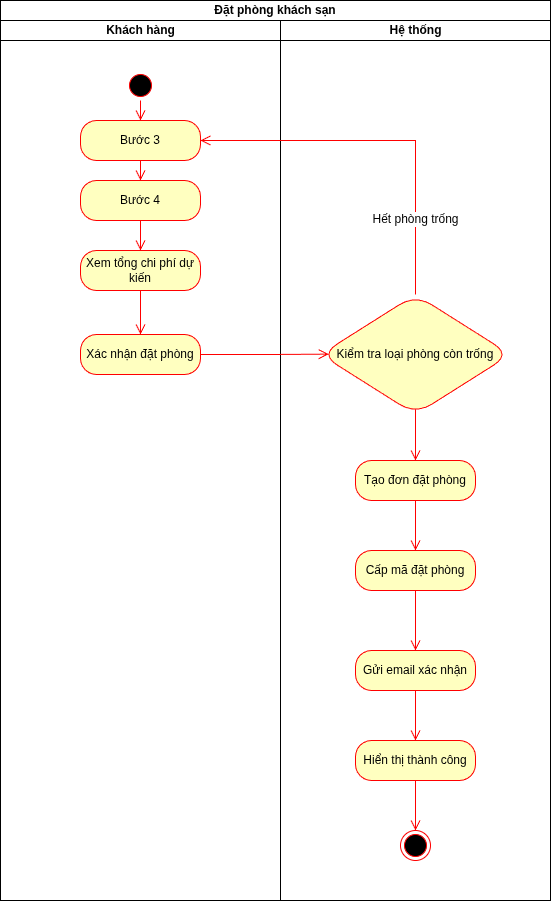 Đặt phòng khách sạn
Khách hàng
Hệ thống
Bước 3
Bước 4
Hết phòng trống
Xem tổng chi phí dự
kiến
Xác nhận đặt phòng
Kiểm tra loại phòng còn trống
Tạo đơn đặt phòng
Cấp mã đặt phòng
Gửi email xác nhận
Hiển thị thành công